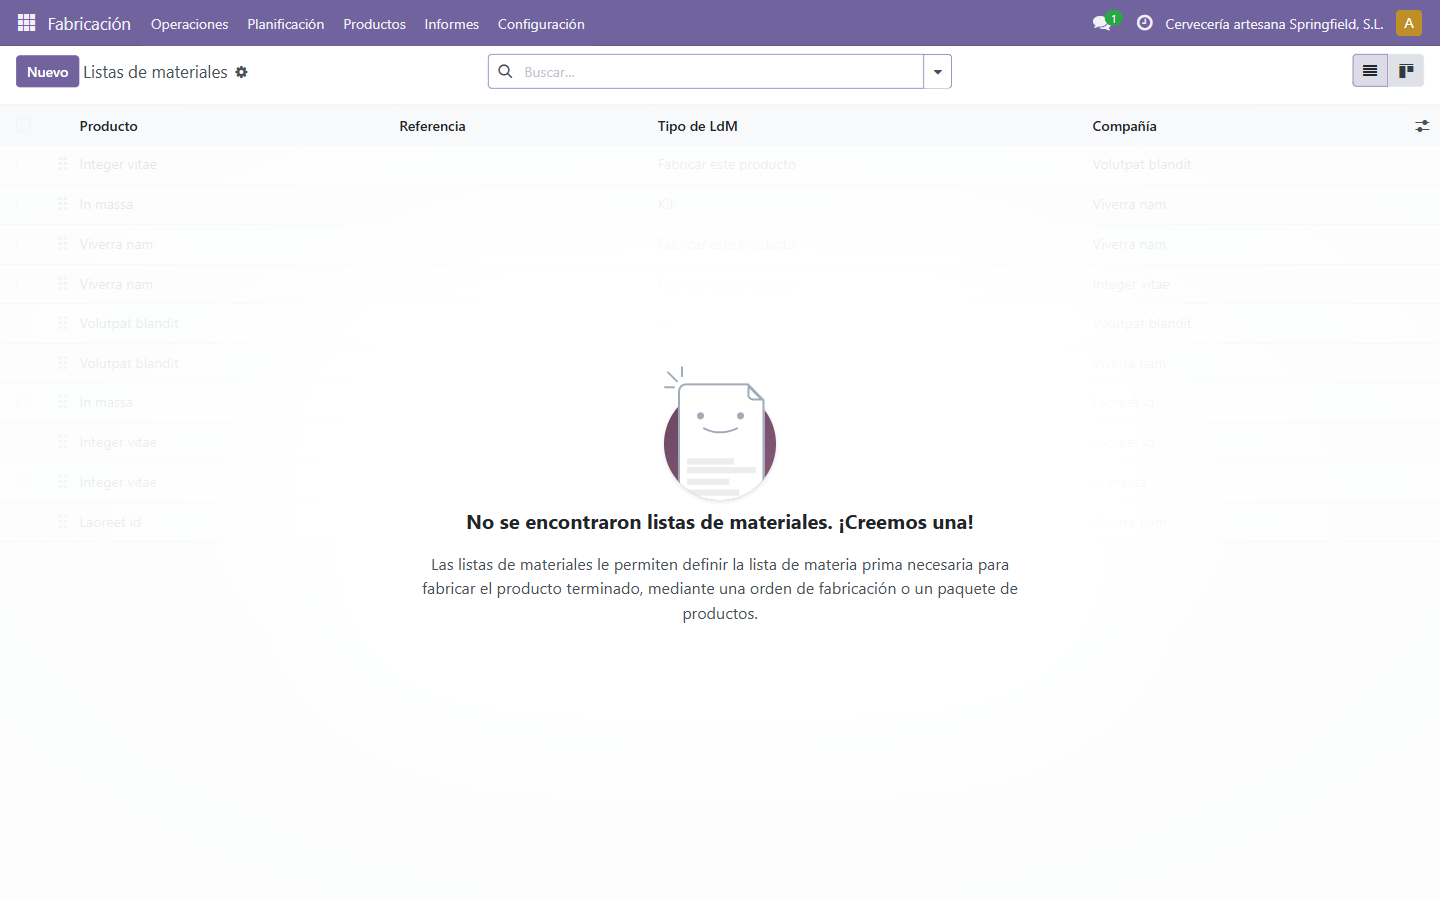 Fabricación Operaciones Planificación Productos Informes Configuración 1 Cervecería artesana Springfield, S.L. A
Nuevo Listas de materiales Buscar...
Producto Referencia Tipo de LdM Compañía
Integer vitae Fabricar este producto Volutpat blandit
In massa Kit Viverra nam
Viverra nam Fabricar este producto Viverra nam
Viverra nam Integer vitae
Volutpat blandit Volutpat blandit
Volutpat blandit Viverra nam
In massa Laoreet id
Integer vitae Laoreet id
Integer vitae
Laoreet id
No se encontraron listas de materiales. ¡Creemos una!
Las listas de materiales le permiten definir la lista de materia prima necesaria para
fabricar el producto terminado, mediante una orden de fabricación o un paquete de
productos.